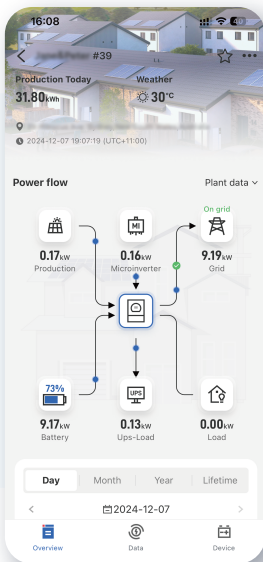 16:08
40
#39
Production Today
Weather
31.80kWh
30°C
2024-12-07 19:07:19 (UTC+11:00)
Power flow
Plant data
On grid
MI
0.17kW
0.16kW
9.19kW
Production
Microinverter
Grid
73%
UPS
9.17kW
0.13kW
0.00kW
Battery
Ups-Load
Load
Day
Month
Year
Lifetime
2024-12-07
Overview
Data
Device